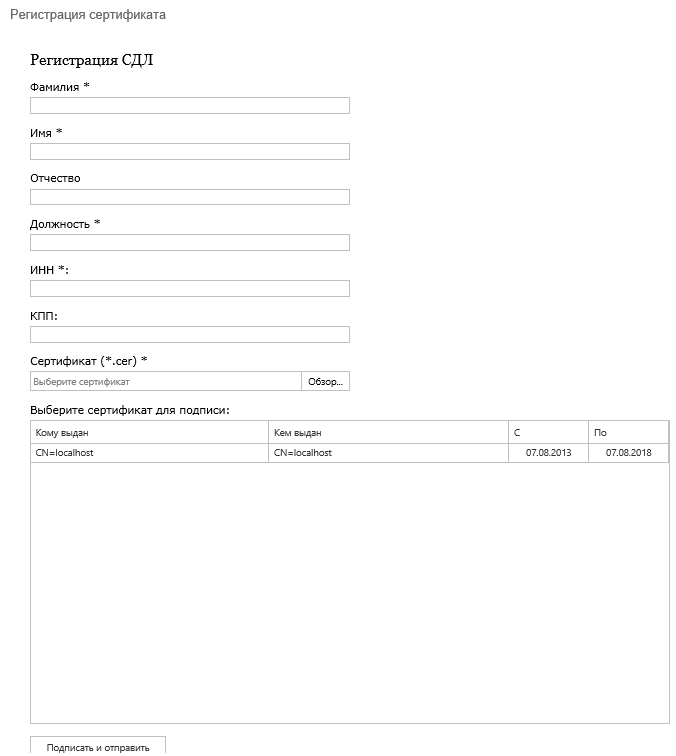 Регистрация сертификата
Регистрация СДЛ
Фамилия *
Имя *
Отчество
Должность *
ИНН *:
КПП:
Сертификат (*.cer) *
Выберите сертификат Обзор...
Выберите сертификат для подписи:
Кому выдан Кем выдан С По
CN=localhost CN=localhost 07.08.2013 07.08.2018
Подписать и отправить